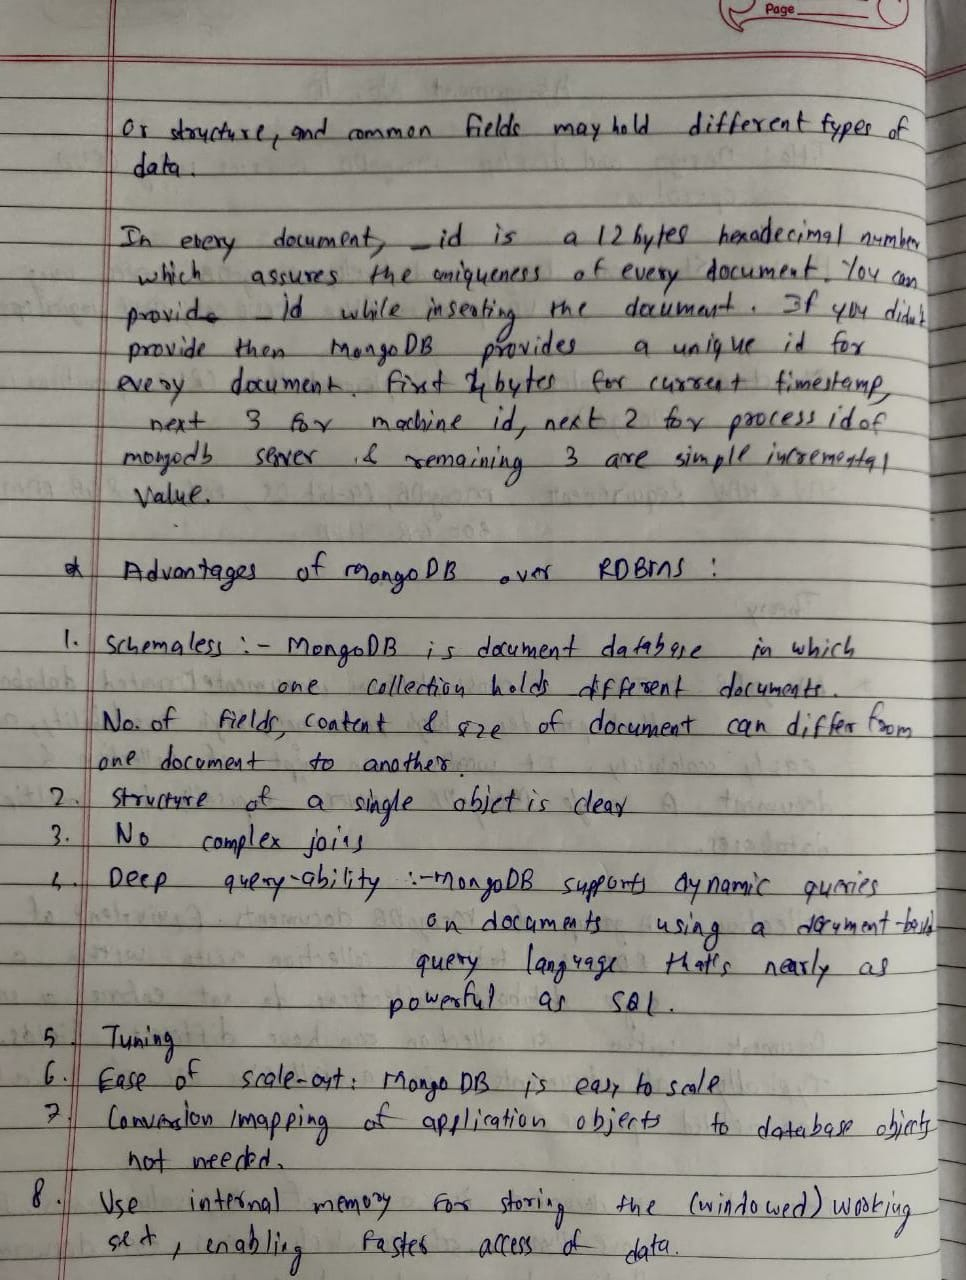 Page
or structure, and common fields may hold different types of
data.
In every document, _id is a 12 bytes hexadecimal number
which assures the uniqueness of every document. You can
provide _id while inserting the document. If you didn't
provide then MongoDB provides a unique id for
every document. First 4 bytes for current timestamp,
next 3 for machine id, next 2 for process id of
mongodb server & remaining 3 are simple incremental
value.
* Advantages of MongoDB over RDBMS :
1. Schemaless :- MongoDB is document database in which
one collection holds different documents.
No. of fields, content & size of document can differ from
one document to another.
2. Structure of a single objet is clear
3. No complex joins
4. Deep query-ability :- MongoDB supports dynamic queries
on documents using a document-based
query language that's nearly as
powerful as SQL.
5. Tuning
6. Ease of scale-out: MongoDB is easy to scale
7. Conversion /mapping of application objects to database objects
not needed.
8. Use internal memory for storing the (windowed) working
set, enabling faster access of data.